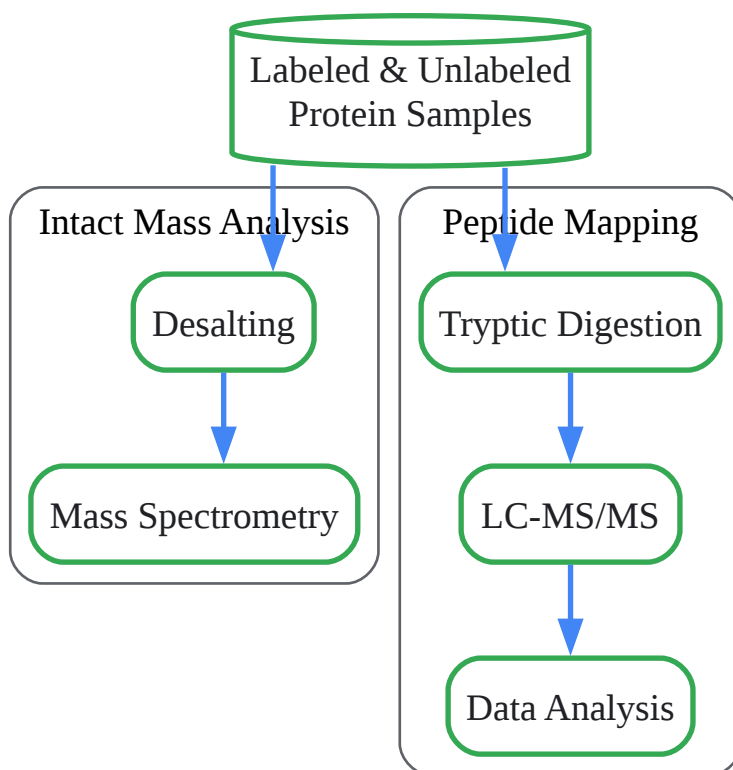 Labeled & Unlabeled
Protein Samples
Intact Mass Analysis
Desalting
Mass Spectrometry
Peptide Mapping
Tryptic Digestion
LC-MS/MS
Data Analysis